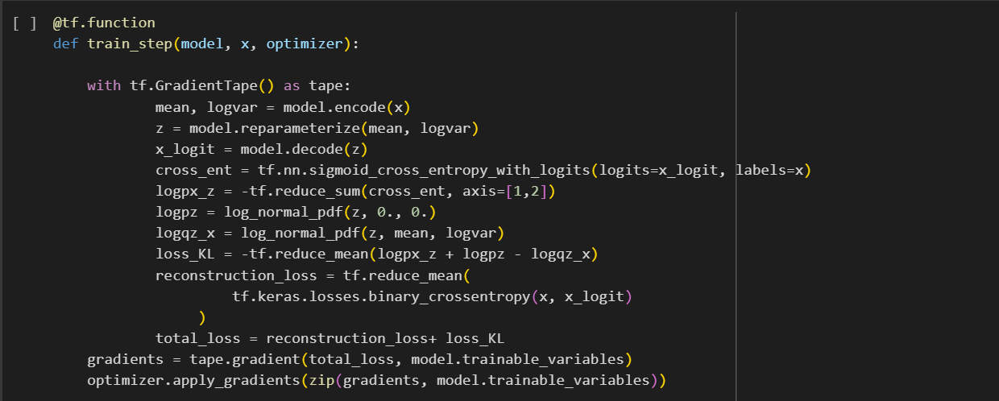 [ ] @tf.function
def train_step(model, x, optimizer):
with tf.GradientTape() as tape:
mean, logvar = model.encode(x)
z = model.reparameterize(mean, logvar)
x_logit = model.decode(z)
cross_ent = tf.nn.sigmoid_cross_entropy_with_logits(logits=x_logit, labels=x)
logpx_z = -tf.reduce_sum(cross_ent, axis=[1,2])
logpz = log_normal_pdf(z, 0., 0.)
logqz_x = log_normal_pdf(z, mean, logvar)
loss_KL = -tf.reduce_mean(logpx_z + logpz - logqz_x)
reconstruction_loss = tf.reduce_mean(
tf.keras.losses.binary_crossentropy(x, x_logit)
)
total_loss = reconstruction_loss+ loss_KL
gradients = tape.gradient(total_loss, model.trainable_variables)
optimizer.apply_gradients(zip(gradients, model.trainable_variables))